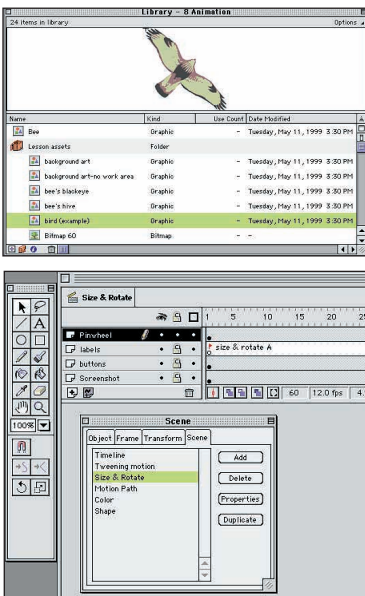 Library - 8 Animation
24 items in library Options
Name Kind Use Count Date Modified
Bee Graphic - Tuesday, May 11, 1999 3:30 PM
Lesson assets Folder
background art Graphic - Tuesday, May 11, 1999 3:30 PM
background art-no work area Graphic - Tuesday, May 11, 1999 3:30 PM
bee's blackeye Graphic - Tuesday, May 11, 1999 3:30 PM
bee's hive Graphic - Tuesday, May 11, 1999 3:30 PM
bird (example) Graphic - Tuesday, May 11, 1999 3:30 PM
Bitmap 60 Bitmap - -
Size & Rotate
1 5 10 15 20 25
Pinwheel
labels size & rotate A
buttons
Screenshot
60 12.0 fps 4.
A
100%
Scene
Object Frame Transform Scene
Timeline
Tweening motion
Size & Rotate
Motion Path
Color
Shape
Add
Delete
Properties
Duplicate